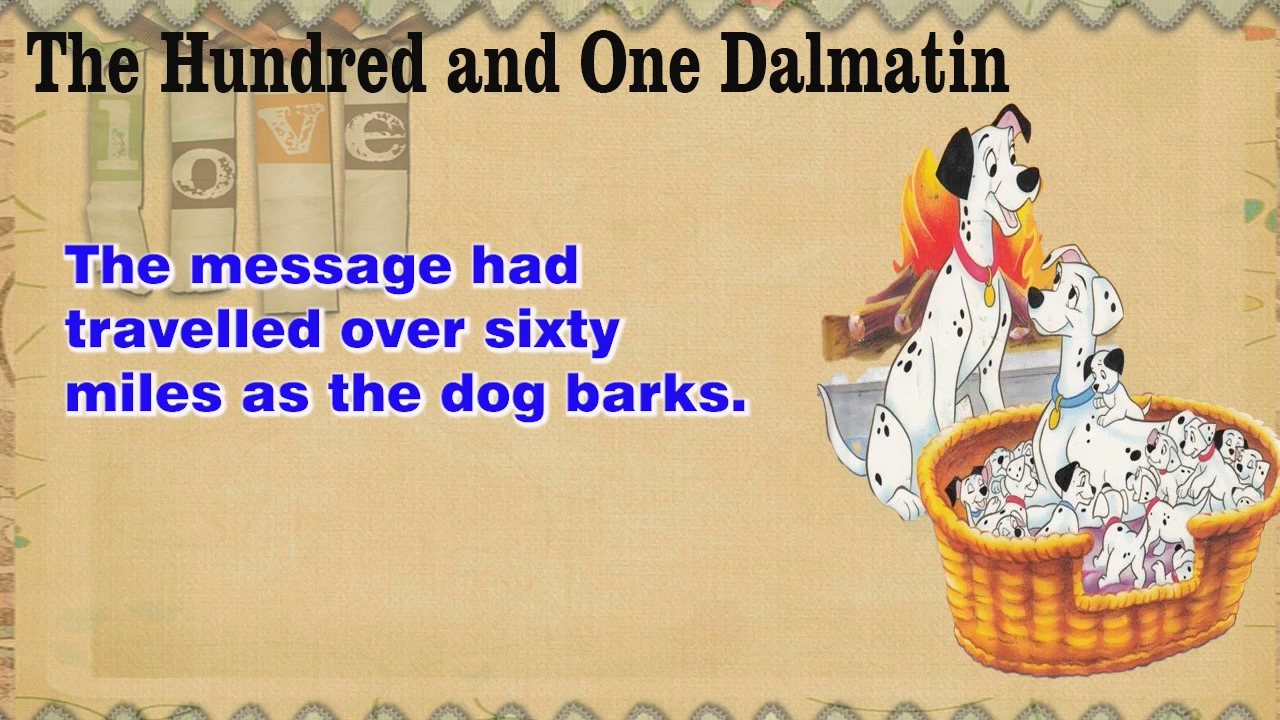 The Hundred and One Dalmatin
love
The message had
travelled over sixty
miles as the dog barks.